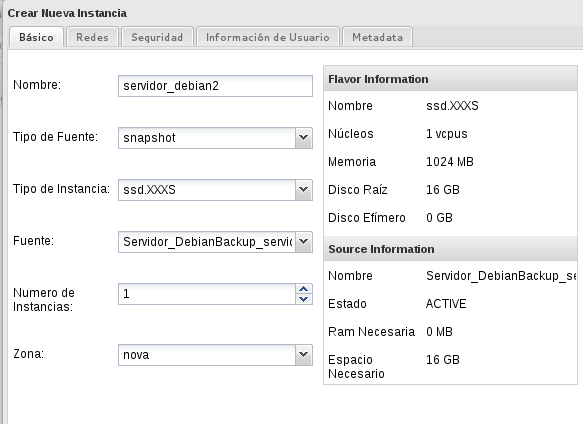 Crear Nueva Instancia
Básico Redes Seguridad Información de Usuario Metadata
Nombre: servidor_debian2
Tipo de Fuente: snapshot
Tipo de Instancia: ssd.XXXS
Fuente: Servidor_DebianBackup_servic
Numero de
Instancias: 1
Zona: nova
Flavor Information
Nombre ssd.XXXS
Núcleos 1 vcpus
Memoria 1024 MB
Disco Raíz 16 GB
Disco Efímero 0 GB
Source Information
Nombre Servidor_DebianBackup_se
Estado ACTIVE
Ram Necesaria 0 MB
Espacio
Necesario 16 GB